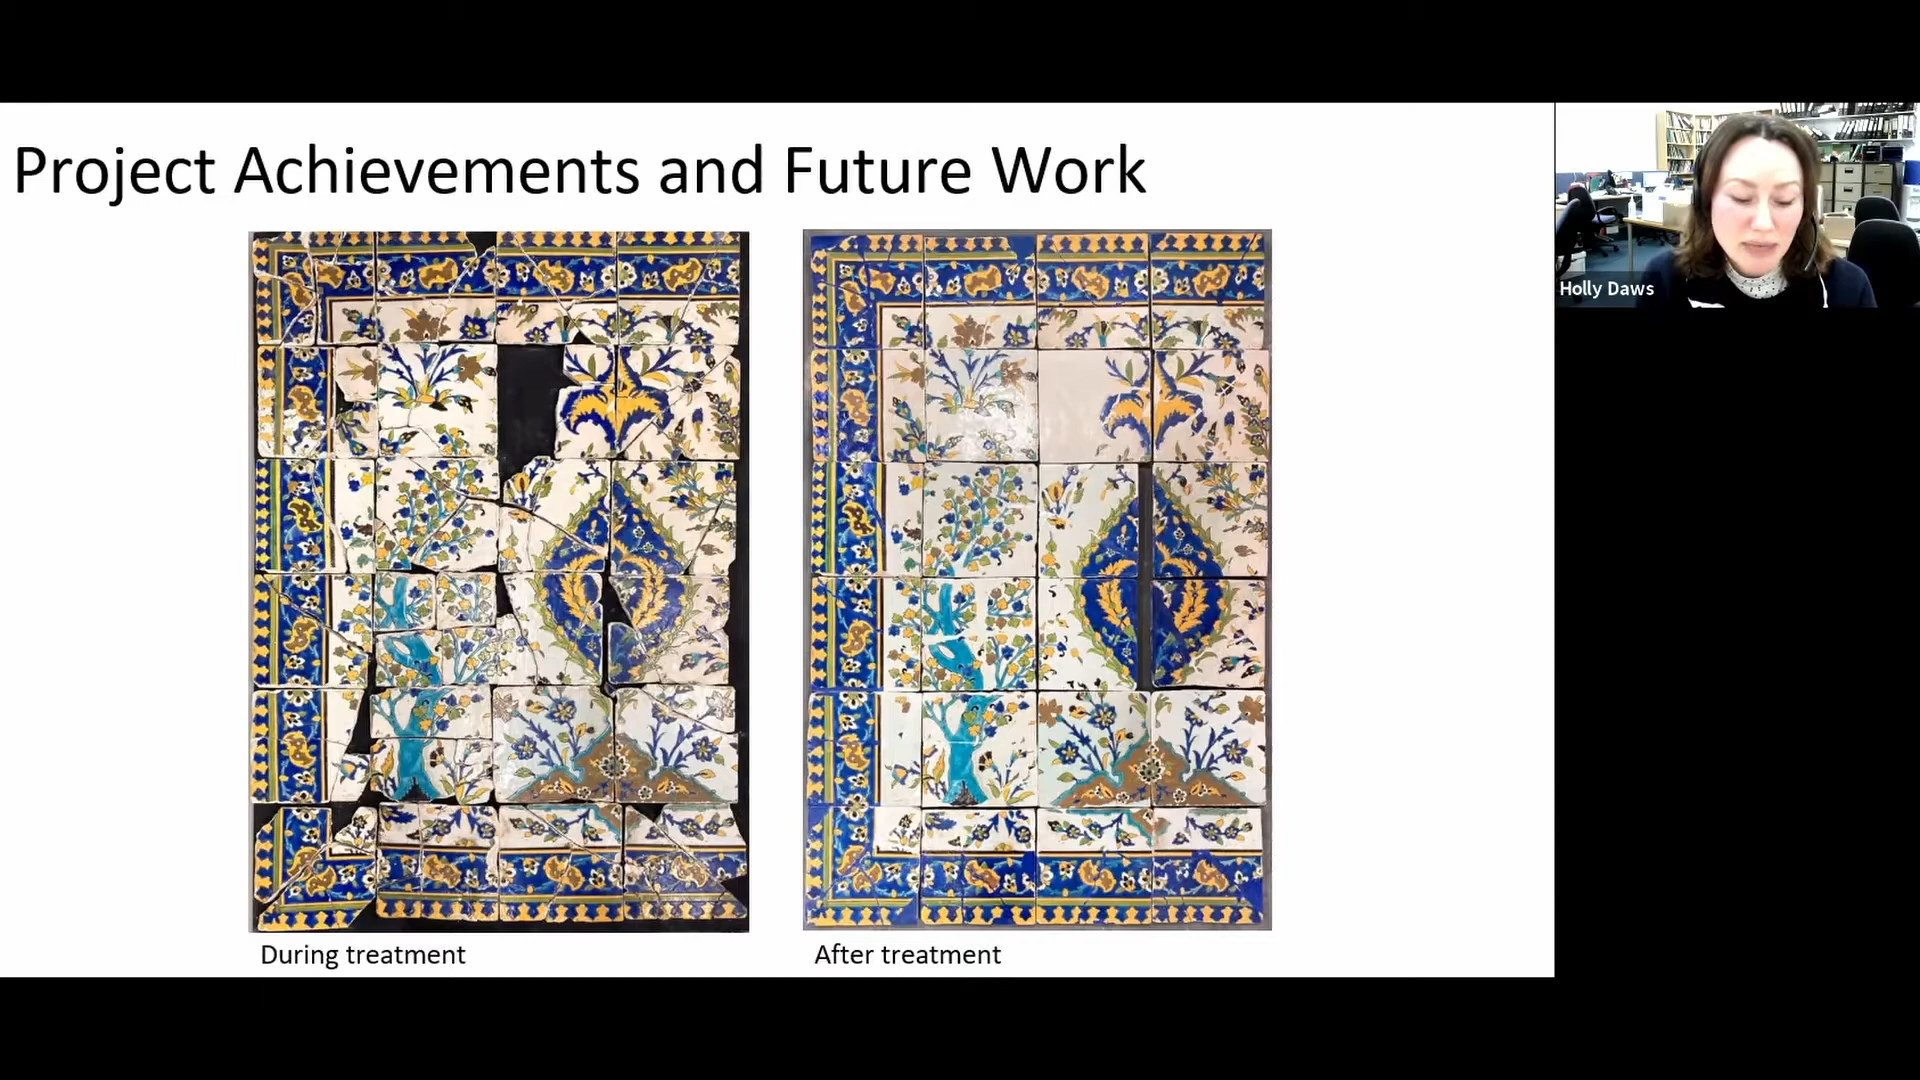 Project Achievements and Future Work
Holly Daws
During treatment
After treatment